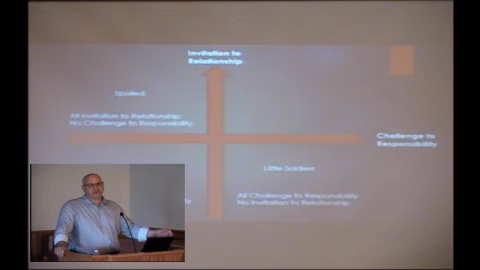 Invitation to
Relationship
Spoiled
All Invitation to Relationship
No Challenge to Responsibility
Challenge to
Responsibility
Little Soldiers
All Challenge to Responsibility
No Invitation to Relationship